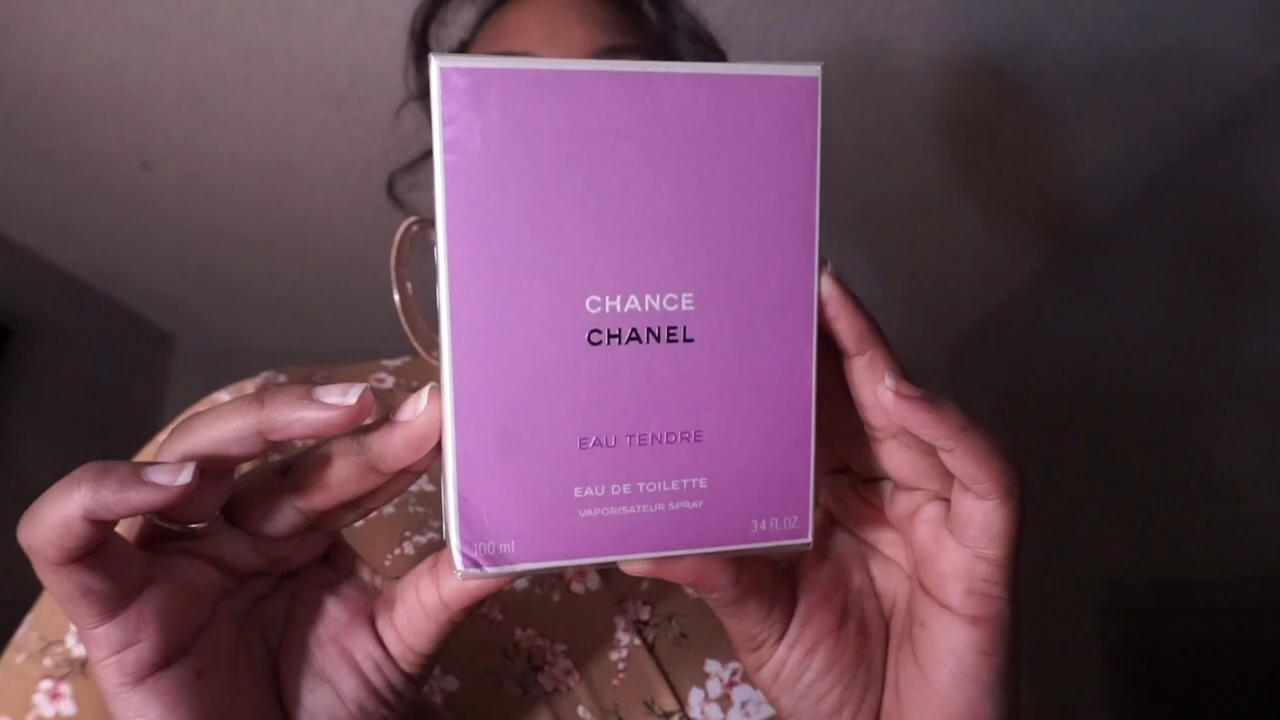 CHANCE
CHANEL
EAU TENDRE
EAU DE TOILETTE
VAPORISATEUR SPRAY
100 ml
3.4 FL.OZ.